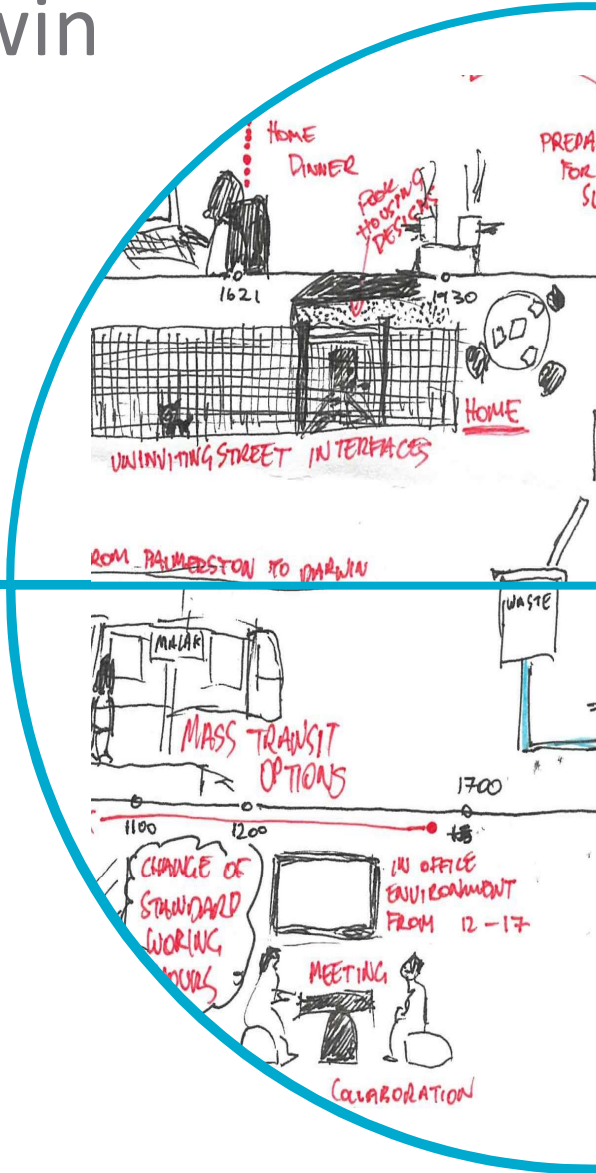 win
HOME
DINNER
POOR
HOUSING
DESIGNS
PREPA
FOR
1621
1930
HOME
UNINVITING STREET INTERFACES
ROM PALMERSTON TO DARWIN
WASTE
MALAK
MASS TRANSIT
OPTIONS
1700
1100
1200
CHANGE OF
STANDARD
WORING
HOURS
IN OFFICE
ENVIRONMENT
FROM 12-17
MEETING
COLLABORATION